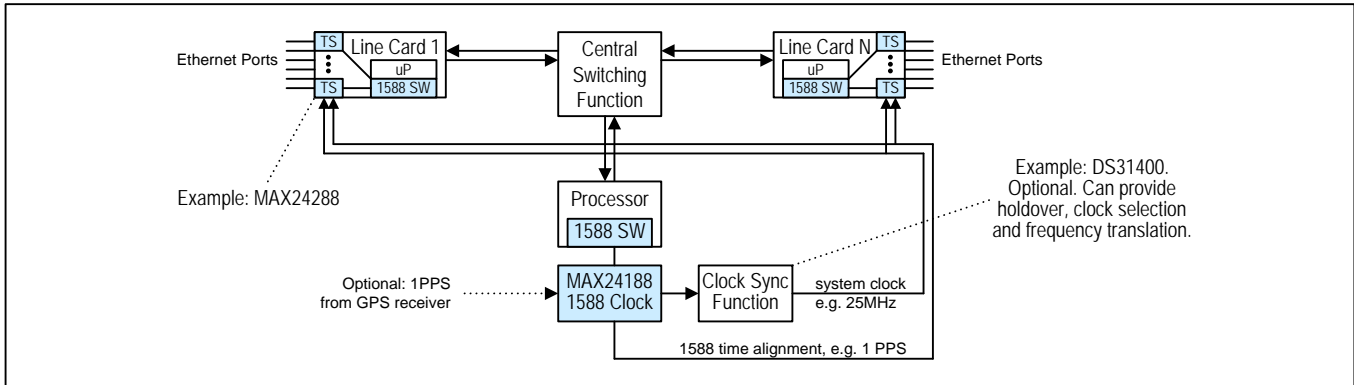 Ethernet Ports
TS
TS
Line Card 1
uP
1588 SW
Central
Switching
Function
Line Card N
uP
1588 SW
TS
TS
Ethernet Ports
Example: MAX24288
Processor
1588 SW
Example: DS31400.
Optional. Can provide
holdover, clock selection
and frequency translation.
Optional: 1PPS
from GPS receiver
MAX24188
1588 Clock
Clock Sync
Function
system clock
e.g. 25MHz
1588 time alignment, e.g. 1 PPS